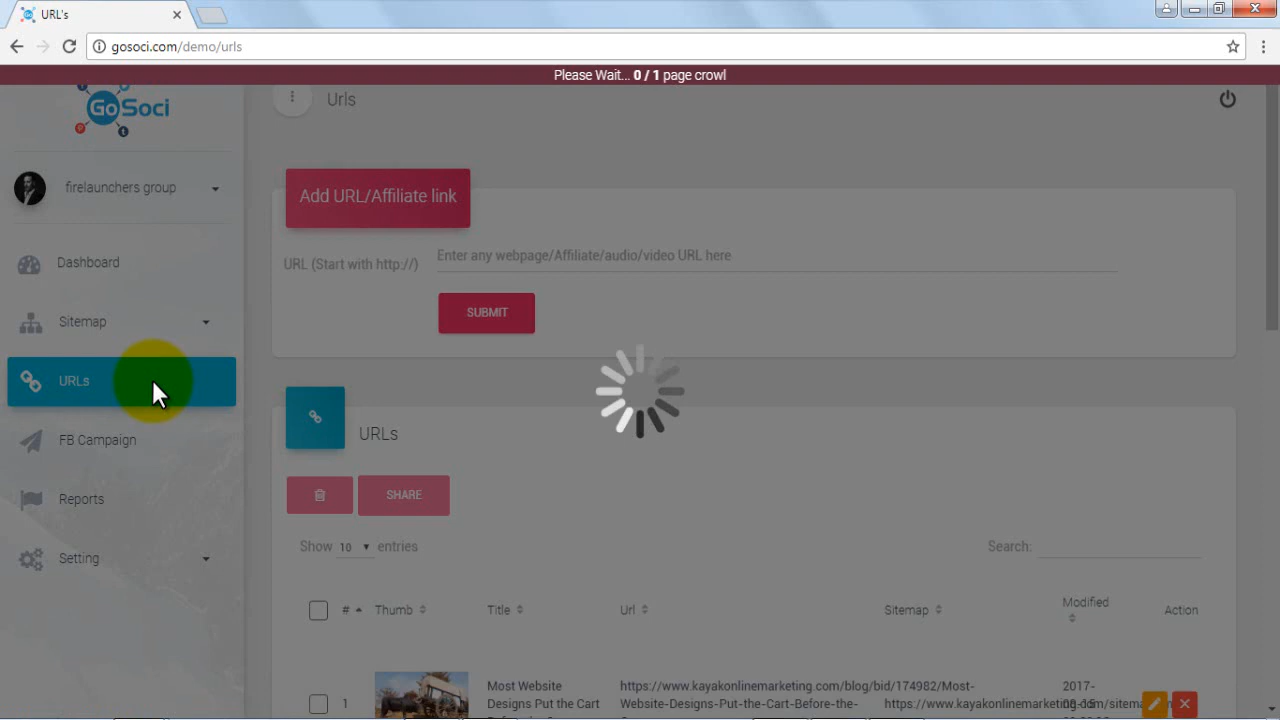 URL's
gosoci.com/demo/urls
Please Wait... 0 / 1 page crowl
GoSoci
Urls
firelaunchers group
Add URL/Affiliate link
Dashboard
URL (Start with http://)
Enter any webpage/Affiliate/audio/video URL here
Sitemap
SUBMIT
URLs
URLs
FB Campaign
SHARE
Reports
Show 10 entries
Search:
Setting
# Thumb Title Url Sitemap Modified Action
1
Most Website
Designs Put the Cart
https://www.kayakonlinemarketing.com/blog/bid/174982/Most-
Website-Designs-Put-the-Cart-Before-the-
https://www.kayakonlinemarketing.com/sitema
2017-